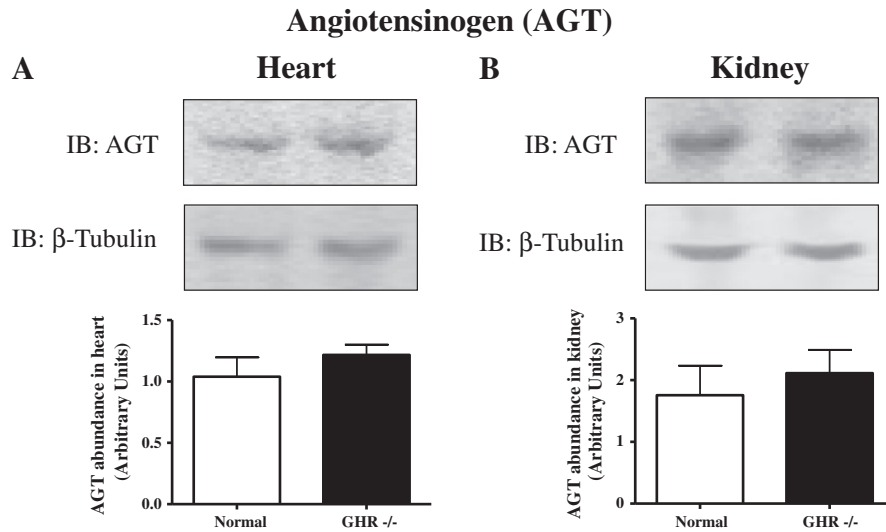 Angiotensinogen (AGT)
A
Heart
IB: AGT
IB: β-Tubulin
AGT abundance in heart
(Arbitrary Units)
1.5
1.0
0.5
0.0
Normal
GHR -/-
B
Kidney
IB: AGT
IB: β-Tubulin
AGT abundance in kidney
(Arbitrary Units)
3
2
1
0
Normal
GHR -/-